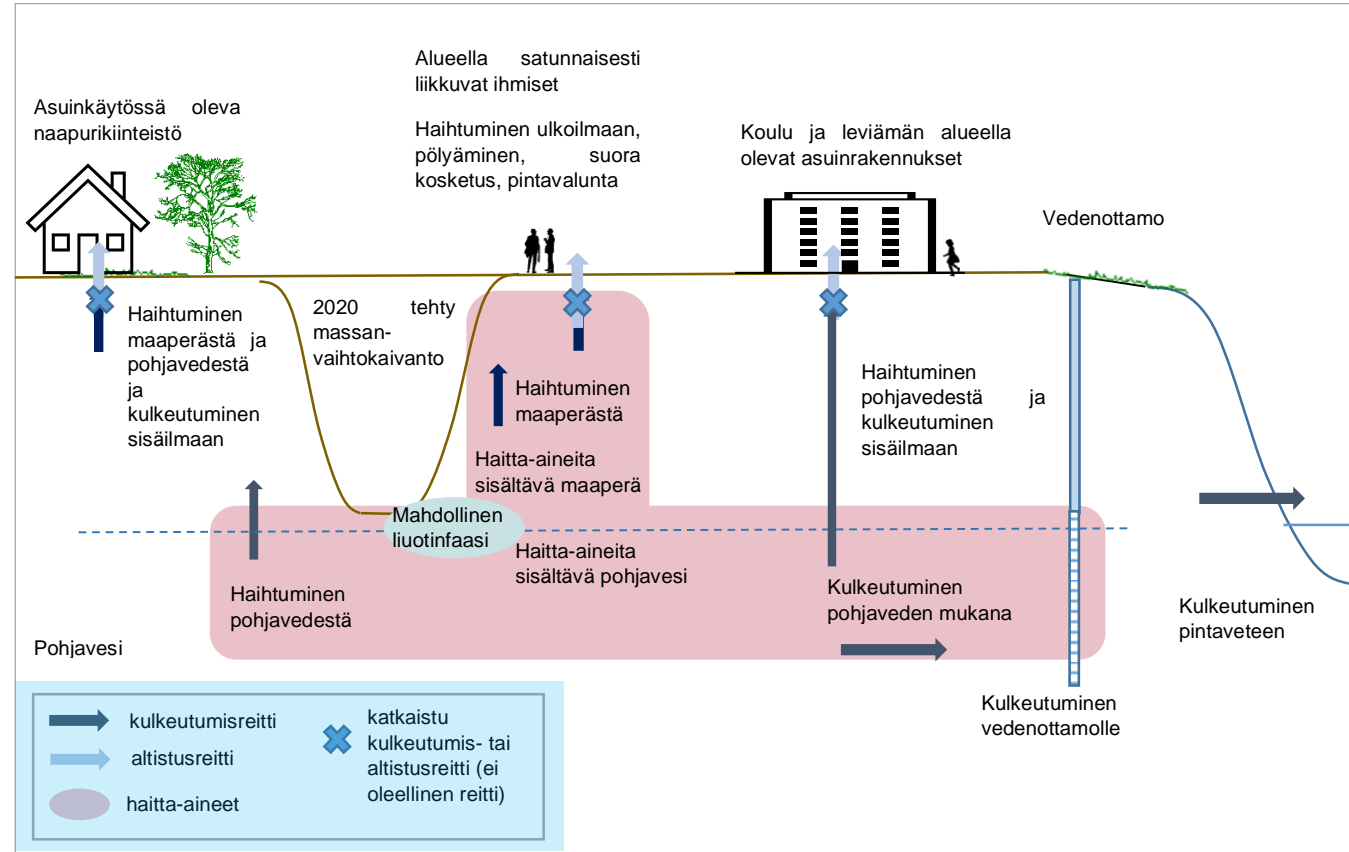 Asuinkäytössä oleva
naapurikiinteistö
Alueella satunnaisesti
liikkuvat ihmiset
Haihtuminen ulkoilmaan,
pölyäminen, suora
kosketus, pintavalunta
Koulu ja leviämän alueella
olevat asuinrakennukset
Vedenottamo
Haihtuminen
maaperästä ja
pohjavedestä
ja
kulkeutuminen
sisäilmaan
2020 tehty
massan-
vaihtokaivanto
Haihtuminen
maaperästä
Haitta-aineita
sisältävä maaperä
Haihtuminen
pohjavedestä ja
kulkeutuminen
sisäilmaan
Mahdollinen
liuotinfaasi
Haitta-aineita
sisältävä pohjavesi
Haihtuminen
pohjavedestä
Kulkeutuminen
pohjaveden mukana
Kulkeutuminen
pintaveteen
Pohjavesi
Kulkeutuminen
vedenottamolle
kulkeutumisreitti
altistusreitti
haitta-aineet
katkaistu
kulkeutumis- tai
altistusreitti (ei
oleellinen reitti)